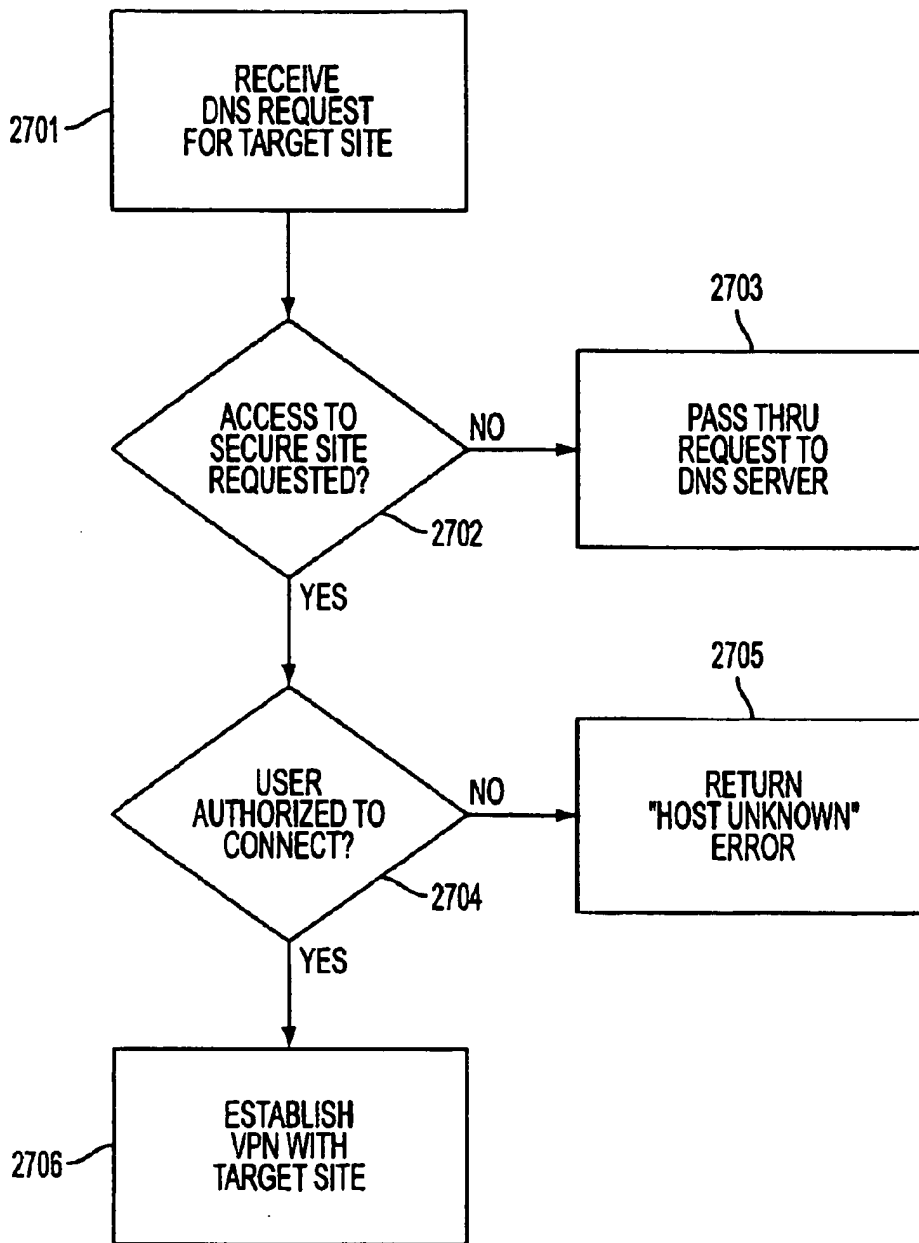 RECEIVE
DNS REQUEST
FOR TARGET SITE
2701
ACCESS TO
SECURE SITE
REQUESTED?
2702
NO
2703
PASS THRU
REQUEST TO
DNS SERVER
YES
USER
AUTHORIZED TO
CONNECT?
2704
NO
2705
RETURN
"HOST UNKNOWN"
ERROR
YES
ESTABLISH
VPN WITH
TARGET SITE
2706